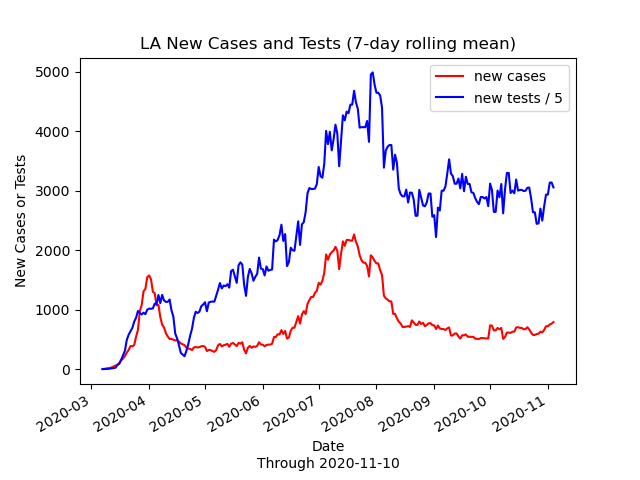 LA New Cases and Tests (7-day rolling mean)
new cases
new tests / 5
New Cases or Tests
5000
4000
3000
2000
1000
0
2020-03
2020-04
2020-05
2020-06
2020-07
2020-08
2020-09
2020-10
2020-11
Date
Through 2020-11-10